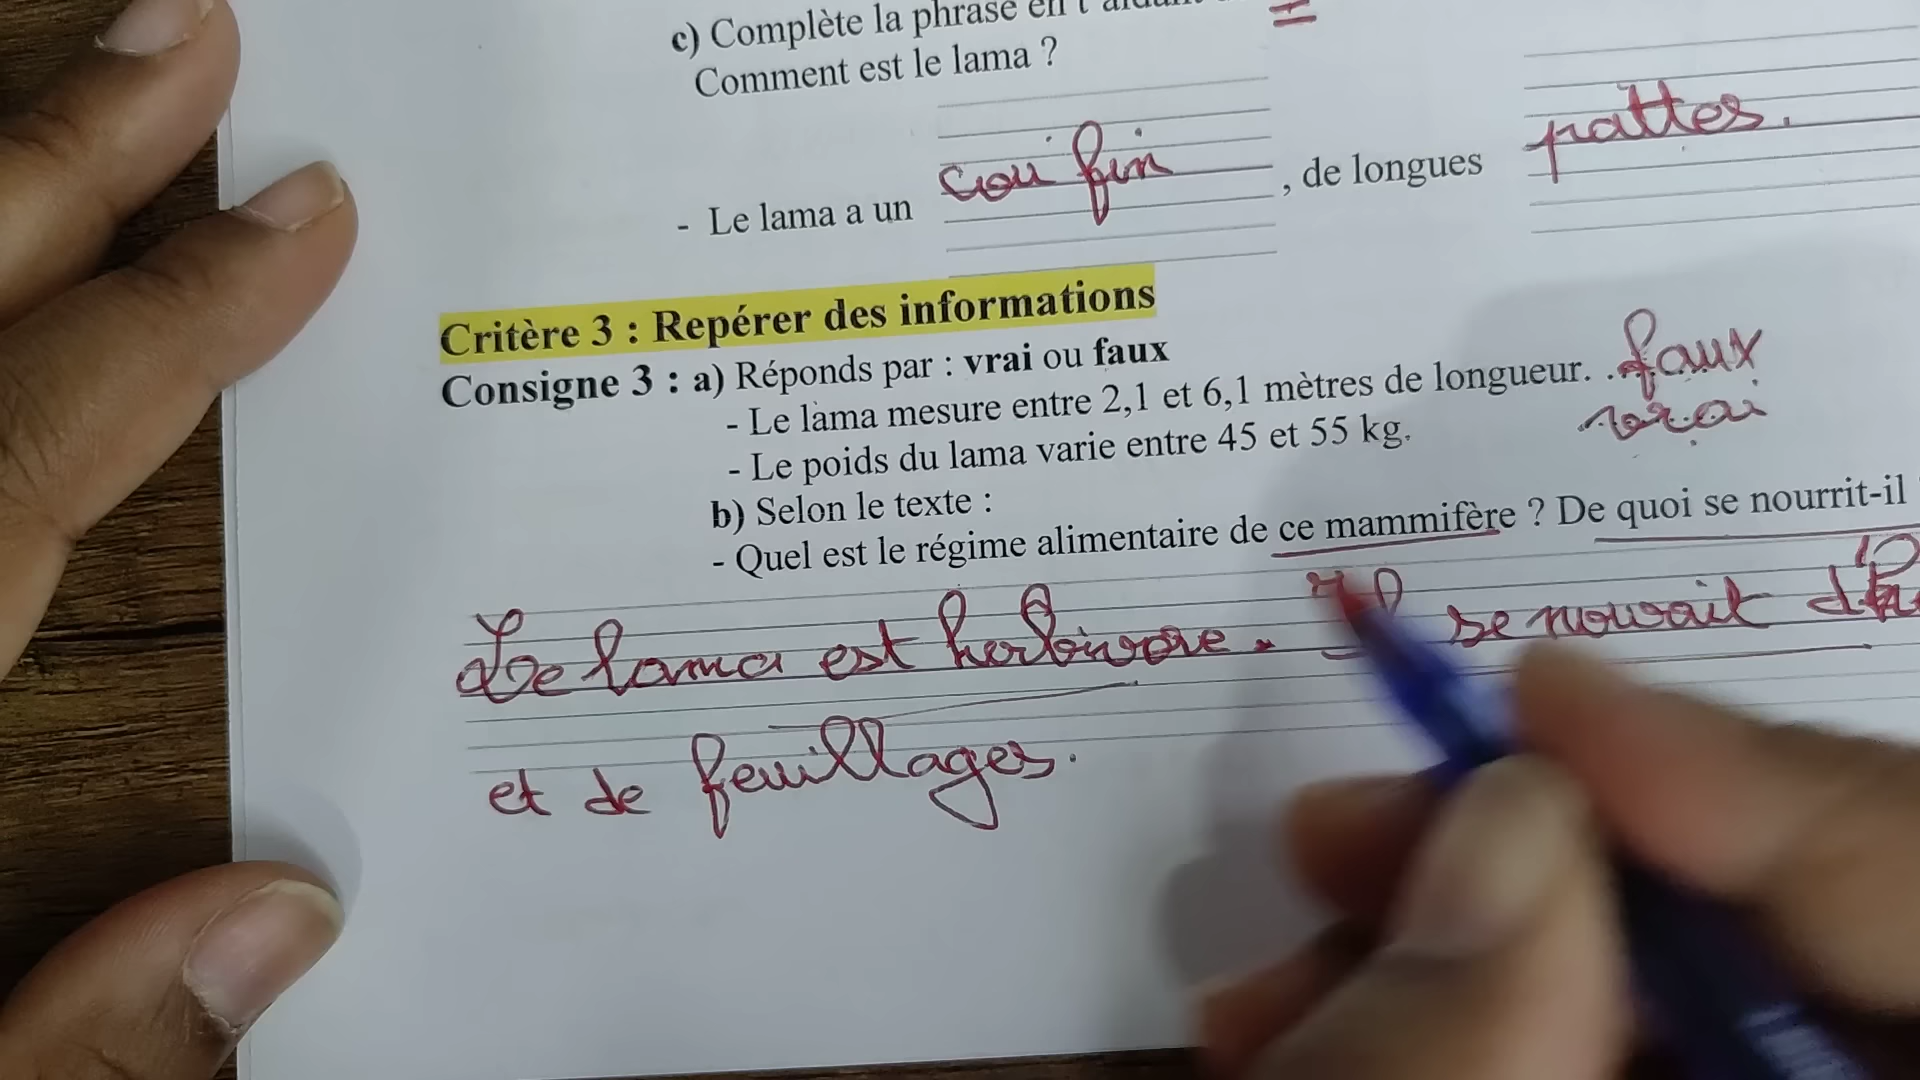 c) Complète la phrase en l'aidant
Comment est le lama ?
- Le lama a un cou fin , de longues pattes.
Critère 3 : Repérer des informations
Consigne 3 : a) Réponds par : vrai ou faux
- Le lama mesure entre 2,1 et 6,1 mètres de longueur. . faux
- Le poids du lama varie entre 45 et 55 kg. vrai
b) Selon le texte :
- Quel est le régime alimentaire de ce mammifère ? De quoi se nourrit-il
Le lama est herbivore. Il se nourrit
et de feuillages.